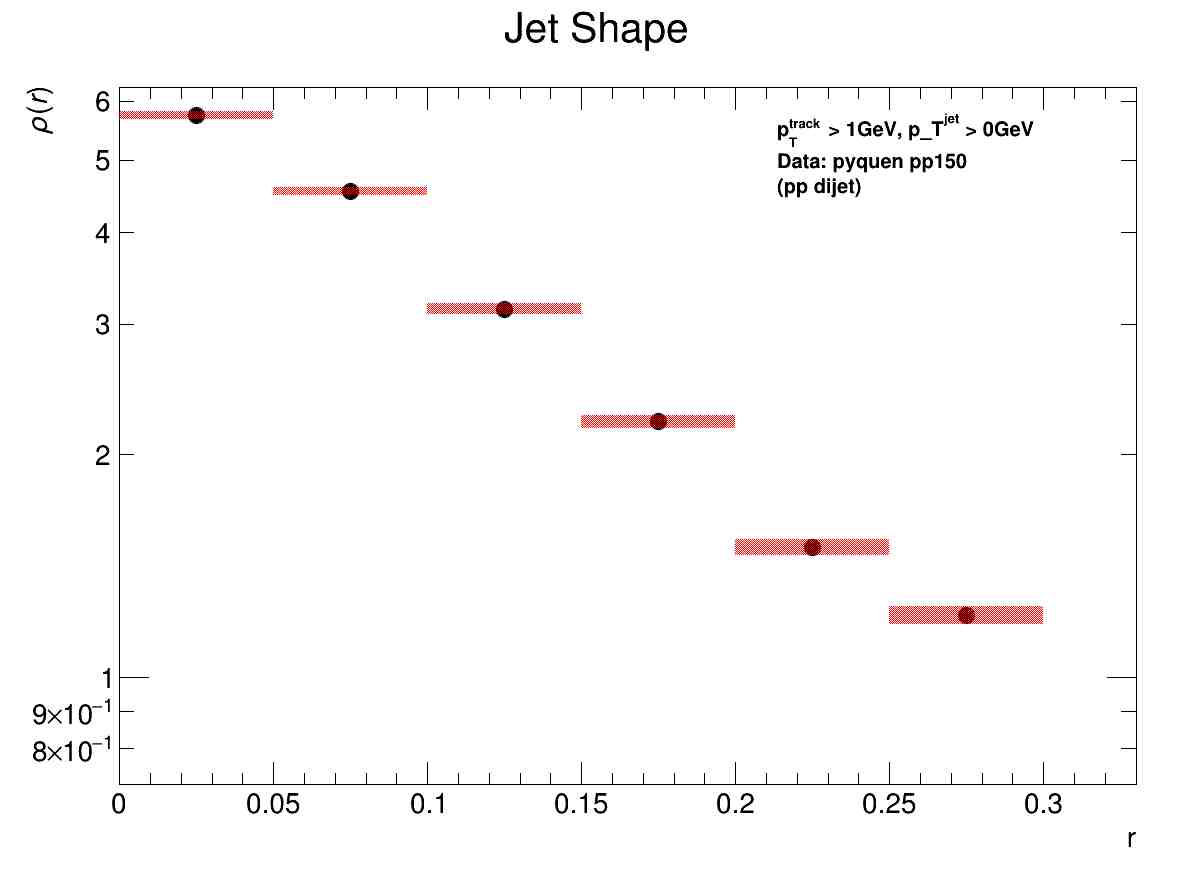 Jet Shape
ρ(r)
6
5
4
3
2
1
9×10⁻¹
8×10⁻¹
p_T^track > 1GeV, p_T^jet > 0GeV
Data: pyquen pp150
(pp dijet)
0 0.05 0.1 0.15 0.2 0.25 0.3
r